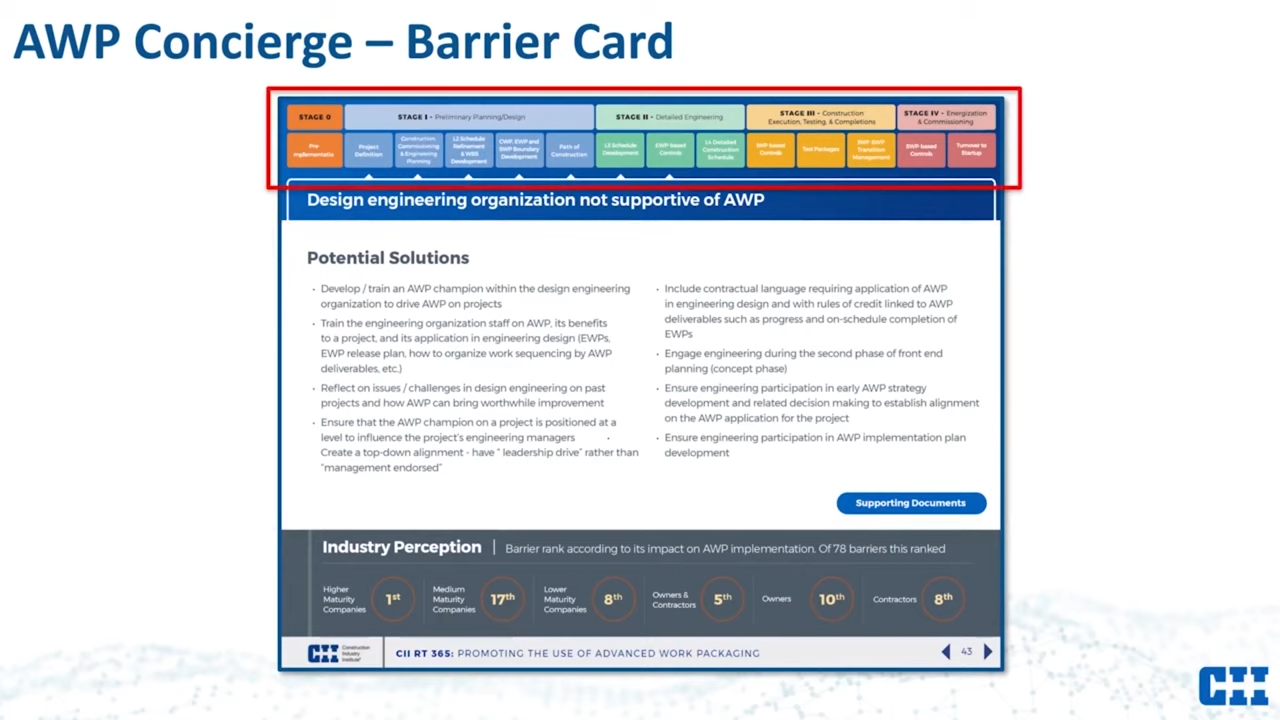 AWP Concierge – Barrier Card
STAGE 0
STAGE I - Preliminary Planning/Design
STAGE II - Detailed Engineering
STAGE III - Construction
Execution, Testing, & Completions
STAGE IV - Energization
& Commissioning
Pre
Implementatio
Project
Definition
Construction
Commissioning
& Engineering
Planning
L2 Schedule
Refinement
& WBS
Development
CWP, EWP and
SWP Boundary
Development
Path of
Construction
L3 Schedule
Development
EWP based
Controls
L4 Detailed
Construction
Schedule
IWP based
Controls
Test Packages
Transition
Management
based
Controls
Turnover to
Startup
Design engineering organization not supportive of AWP
Potential Solutions
• Develop / train an AWP champion within the design engineering
organization to drive AWP on projects
• Train the engineering organization staff on AWP, its benefits
to a project, and its application in engineering design (EWPs,
EWP release plan, how to organize work sequencing by AWP
deliverables, etc.)
• Reflect on issues / challenges in design engineering on past
projects and how AWP can bring worthwhile improvement
• Ensure that the AWP champion on a project is positioned at a
level to influence the project's engineering managers •
Create a top-down alignment - have " leadership drive" rather than
"management endorsed"
• Include contractual language requiring application of AWP
in engineering design and with rules of credit linked to AWP
deliverables such as progress and on-schedule completion of
EWPs
• Engage engineering during the second phase of front end
planning (concept phase)
• Ensure engineering participation in early AWP strategy
development and related decision making to establish alignment
on the AWP application for the project
• Ensure engineering participation in AWP implementation plan
development
Supporting Documents
Industry Perception | Barrier rank according to its impact on AWP implementation. Of 78 barriers this ranked
Higher
Maturity
Companies
1st
Medium
Maturity
Companies
17th
Lower
Maturity
Companies
8th
Owners &
Contractors
5th
Owners
10th
Contractors
8th
CII
Construction
Industry
Institute®
CII RT 365: PROMOTING THE USE OF ADVANCED WORK PACKAGING
43
CII